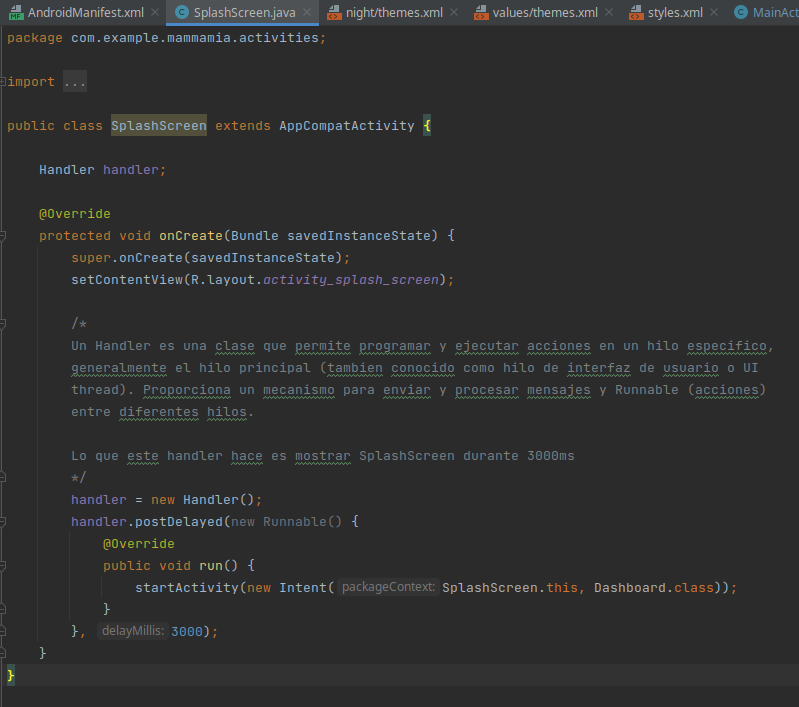 AndroidManifest.xml SplashScreen.java night/themes.xml values/themes.xml styles.xml MainAct
package com.example.mammamia.activities;
import ...
public class SplashScreen extends AppCompatActivity {
Handler handler;
@Override
protected void onCreate(Bundle savedInstanceState) {
super.onCreate(savedInstanceState);
setContentView(R.layout.activity_splash_screen);
/*
Un Handler es una clase que permite programar y ejecutar acciones en un hilo especifico,
generalmente el hilo principal (tambien conocido como hilo de interfaz de usuario o UI
thread). Proporciona un mecanismo para enviar y procesar mensajes y Runnable (acciones)
entre diferentes hilos.
Lo que este handler hace es mostrar SplashScreen durante 3000ms
*/
handler = new Handler();
handler.postDelayed(new Runnable() {
@Override
public void run() {
startActivity(new Intent( packageContext: SplashScreen.this, Dashboard.class));
}
}, delayMillis: 3000);
}
}